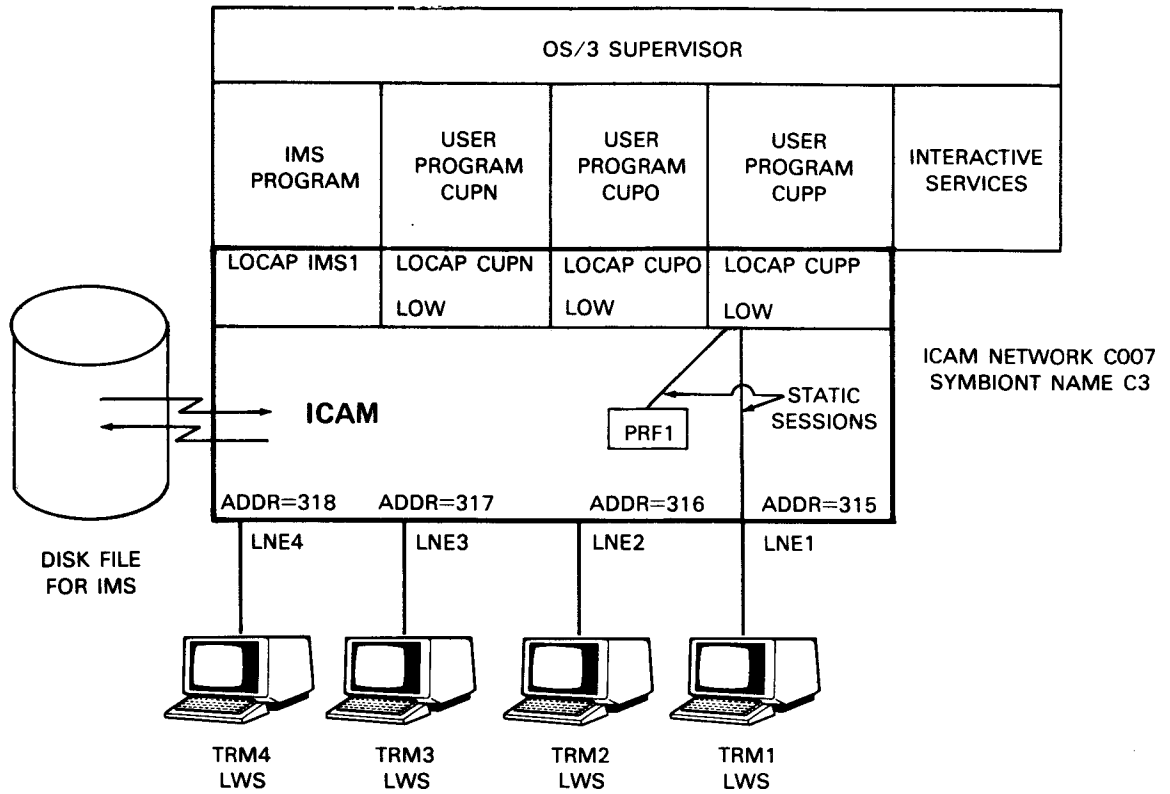 OS/3 SUPERVISOR
IMS
PROGRAM
USER
PROGRAM
CUPN
USER
PROGRAM
CUPO
USER
PROGRAM
CUPP
INTERACTIVE
SERVICES
LOCAP IMS1
LOCAP CUPN
LOW
LOCAP CUPO
LOW
LOCAP CUPP
LOW
ICAM NETWORK C007
SYMBIONT NAME C3
ICAM
PRF1
STATIC
SESSIONS
DISK FILE
FOR IMS
ADDR=318
ADDR=317
ADDR=316
ADDR=315
LNE4
LNE3
LNE2
LNE1
TRM4
LWS
TRM3
LWS
TRM2
LWS
TRM1
LWS